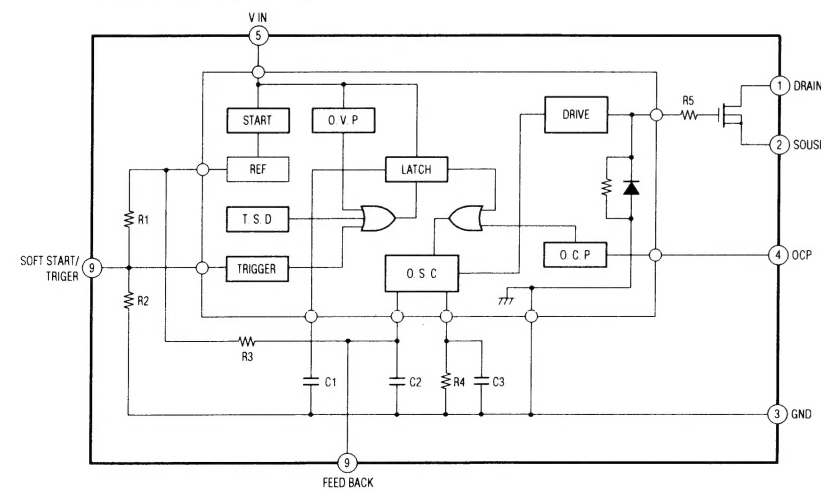 V IN
5
1 DRAIN
R5
DRIVE
START
O.V.P
2 SOUSE
REF
LATCH
R1
T.S.D
O.C.P
4 OCP
SOFT START/
TRIGER
9
TRIGGER
O.S.C
R2
R3
C1
C2
R4
C3
3 GND
9
FEED BACK